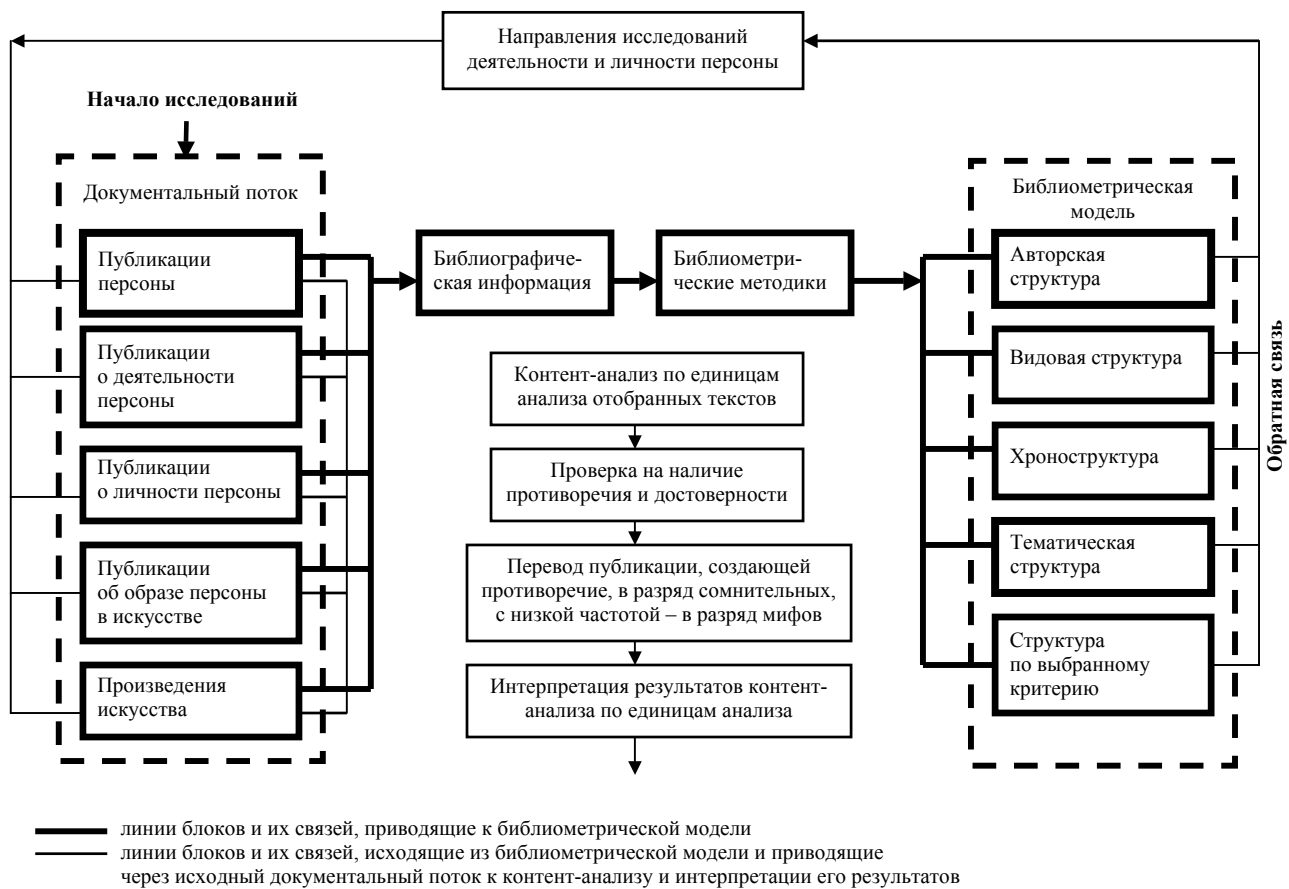 Направления исследований
деятельности и личности персоны
Начало исследований
Документальный поток
Публикации
персоны
Публикации
о деятельности
персоны
Публикации
о личности персоны
Публикации
об образе персоны
в искусстве
Произведения
искусства
Библиографиче-
ская информация
Библиометри-
ческие методики
Контент-анализ по единицам
анализа отобранных текстов
Проверка на наличие
противоречия и достоверности
Перевод публикации, создающей
противоречие, в разряд сомнительных,
с низкой частотой – в разряд мифов
Интерпретация результатов контент-
анализа по единицам анализа
Библиометрическая
модель
Авторская
структура
Видовая структура
Хроноструктура
Тематическая
структура
Структура
по выбранному
критерию
Обратная связь
линии блоков и их связей, приводящие к библиометрической модели
линии блоков и их связей, исходящие из библиометрической модели и приводящие
через исходный документальный поток к контент-анализу и интерпретации его результатов